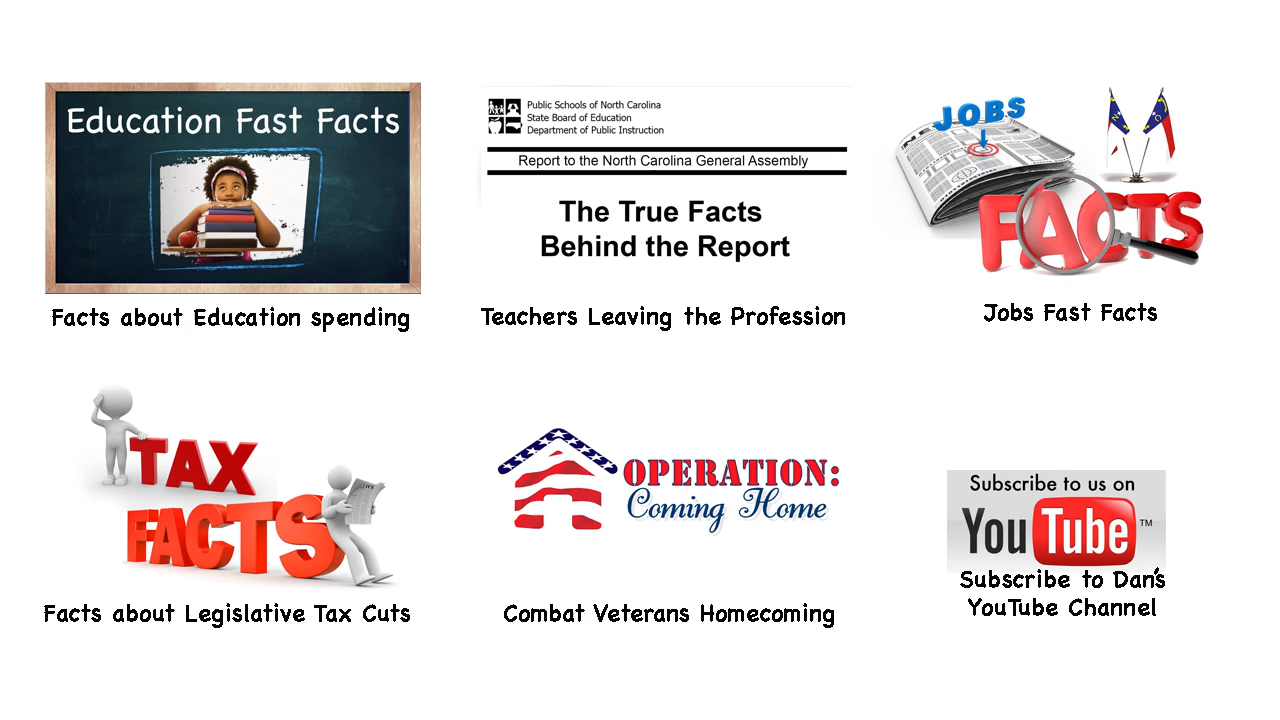 Education Fast Facts
Facts about Education spending
Public Schools of North Carolina
State Board of Education
Department of Public Instruction
Report to the North Carolina General Assembly
The True Facts
Behind the Report
Teachers Leaving the Profession
JOBS
N C
FACTS
Jobs Fast Facts
TAX
FACTS
NEWS
Facts about Legislative Tax Cuts
OPERATION:
Coming Home
Combat Veterans Homecoming
Subscribe to us on
YouTube™
Subscribe to Dan's
YouTube Channel